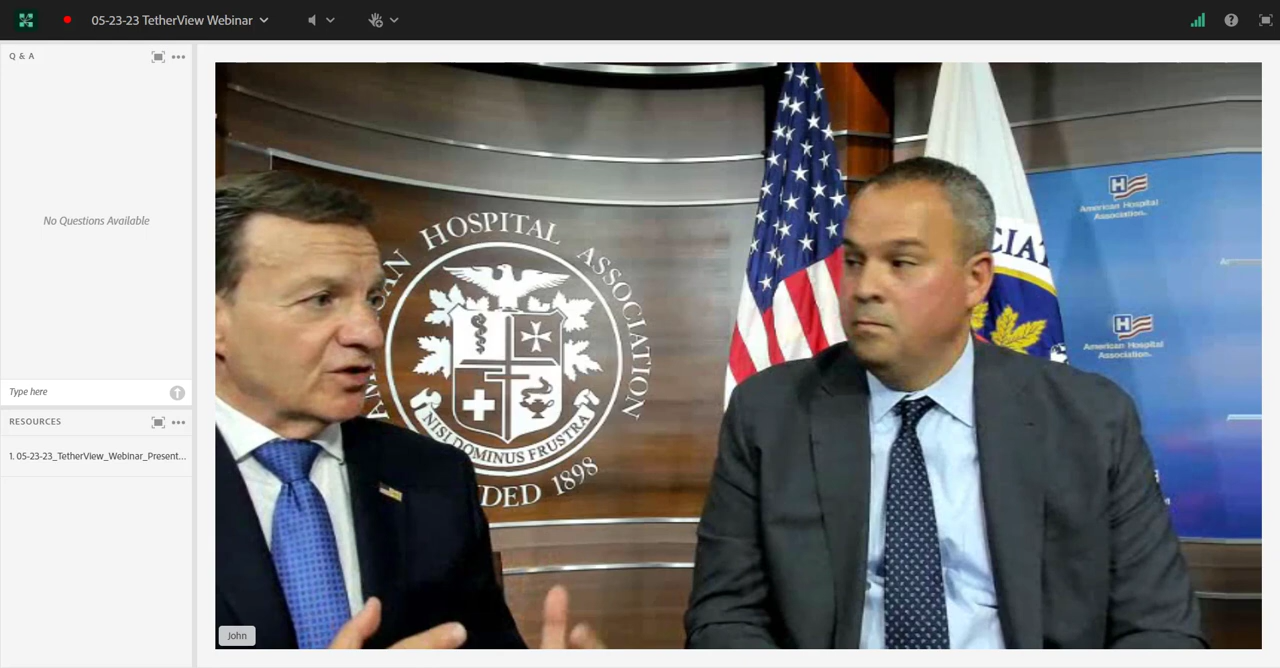 05-23-23 TetherView Webinar
Q & A
No Questions Available
Type here
RESOURCES
1. 05-23-23_TetherView_Webinar_Present...
HOSPITAL ASSOCIATION
NISI DOMINUS FRUSTRA
1898
American Hospital
Association
American Hospital
Association
John